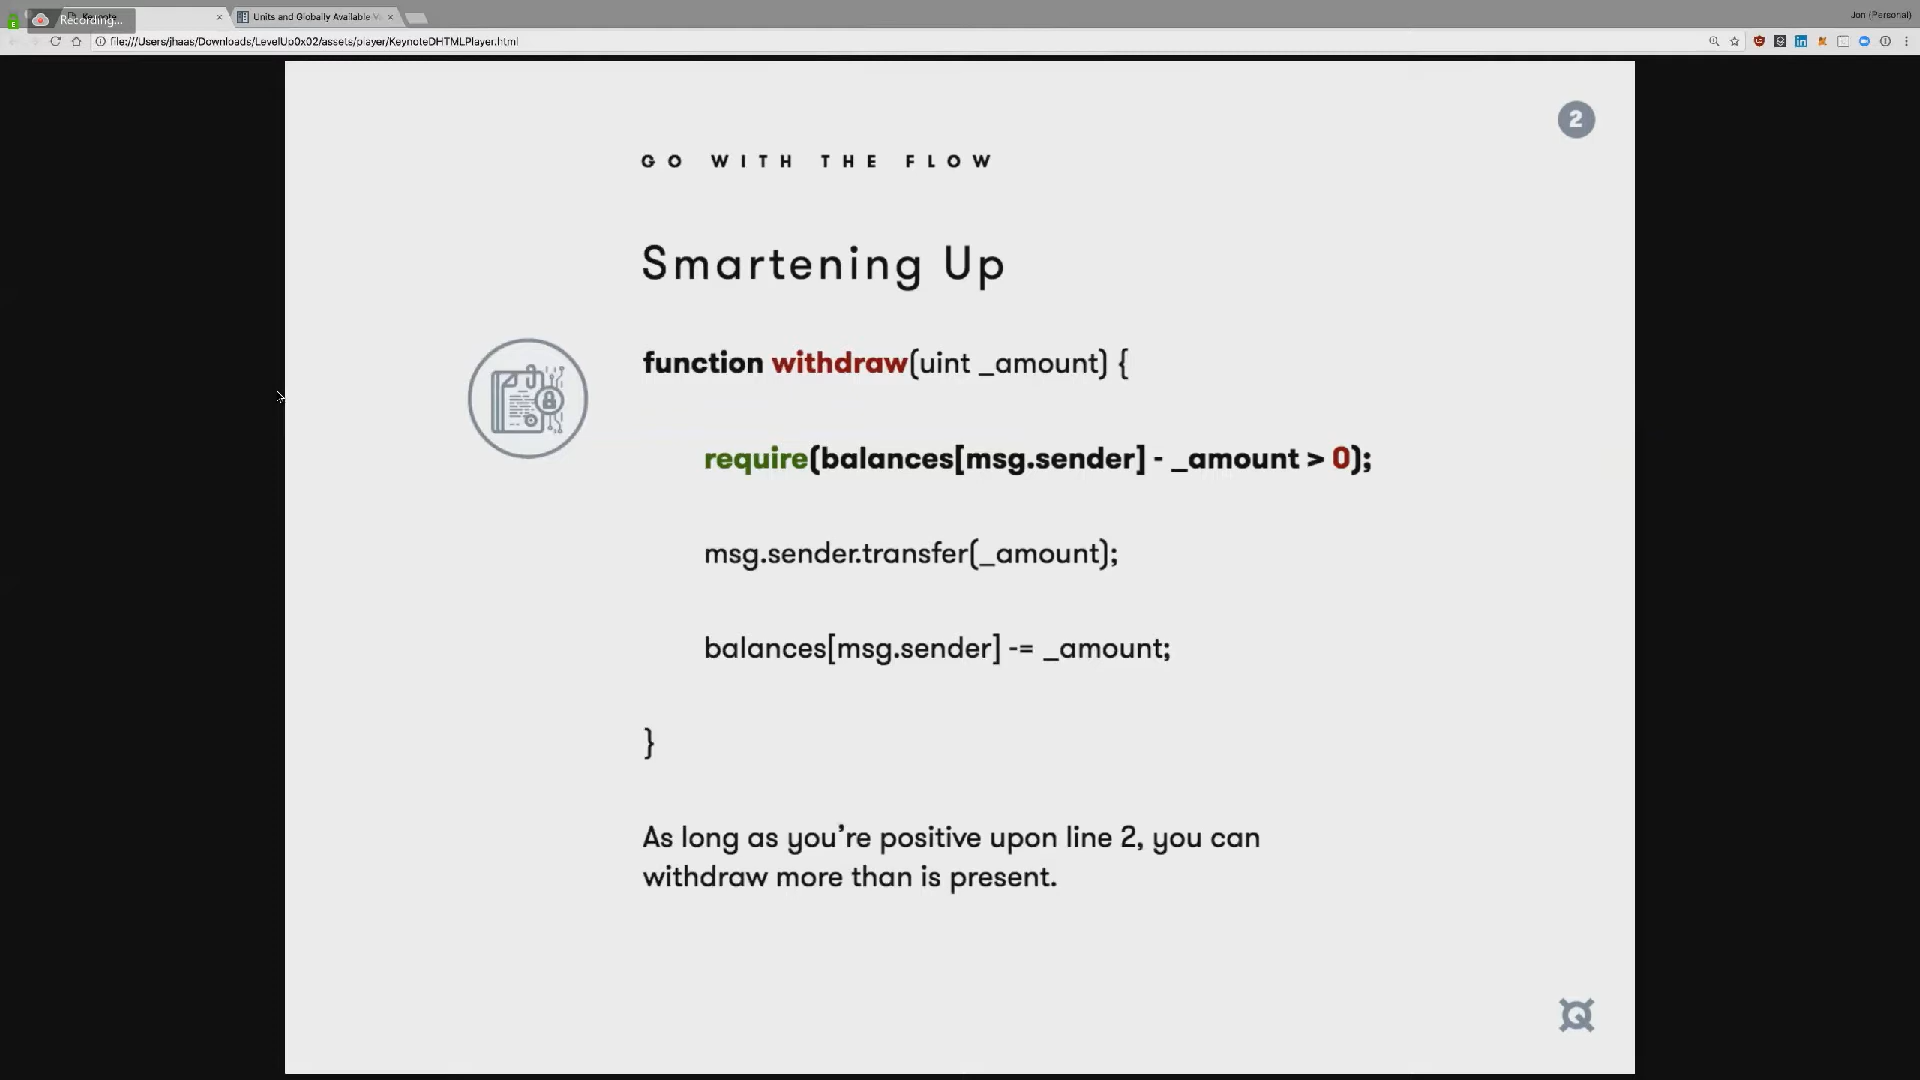 Recording...
Units and Globally Available
Jon (Personal)
file:///Users/jhaas/Downloads/LevelUp0x02/assets/player/KeynoteDHTMLPlayer.html
2
GO WITH THE FLOW
Smartening Up
function withdraw(uint _amount) {
require(balances[msg.sender] - _amount > 0);
msg.sender.transfer(_amount);
balances[msg.sender] -= _amount;
}
As long as you’re positive upon line 2, you can
withdraw more than is present.